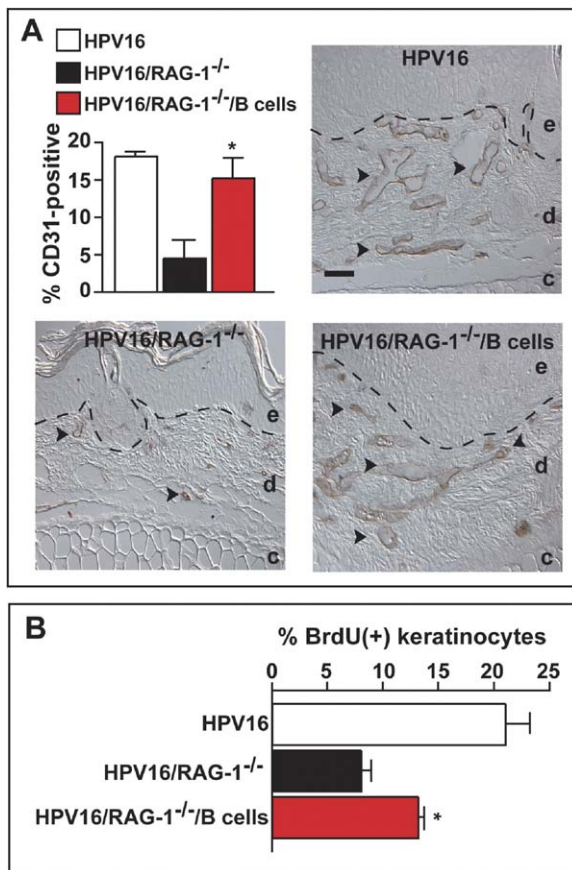 A
HPV16
HPV16/RAG-1-/-
HPV16/RAG-1-/-/B cells
% CD31-positive
20
15
10
5
0
*
HPV16
e
d
c
HPV16/RAG-1-/-
e
d
c
HPV16/RAG-1-/-/B cells
e
d
c
B
% BrdU(+) keratinocytes
0 5 10 15 20 25
HPV16
HPV16/RAG-1-/-
HPV16/RAG-1-/-/B cells
*